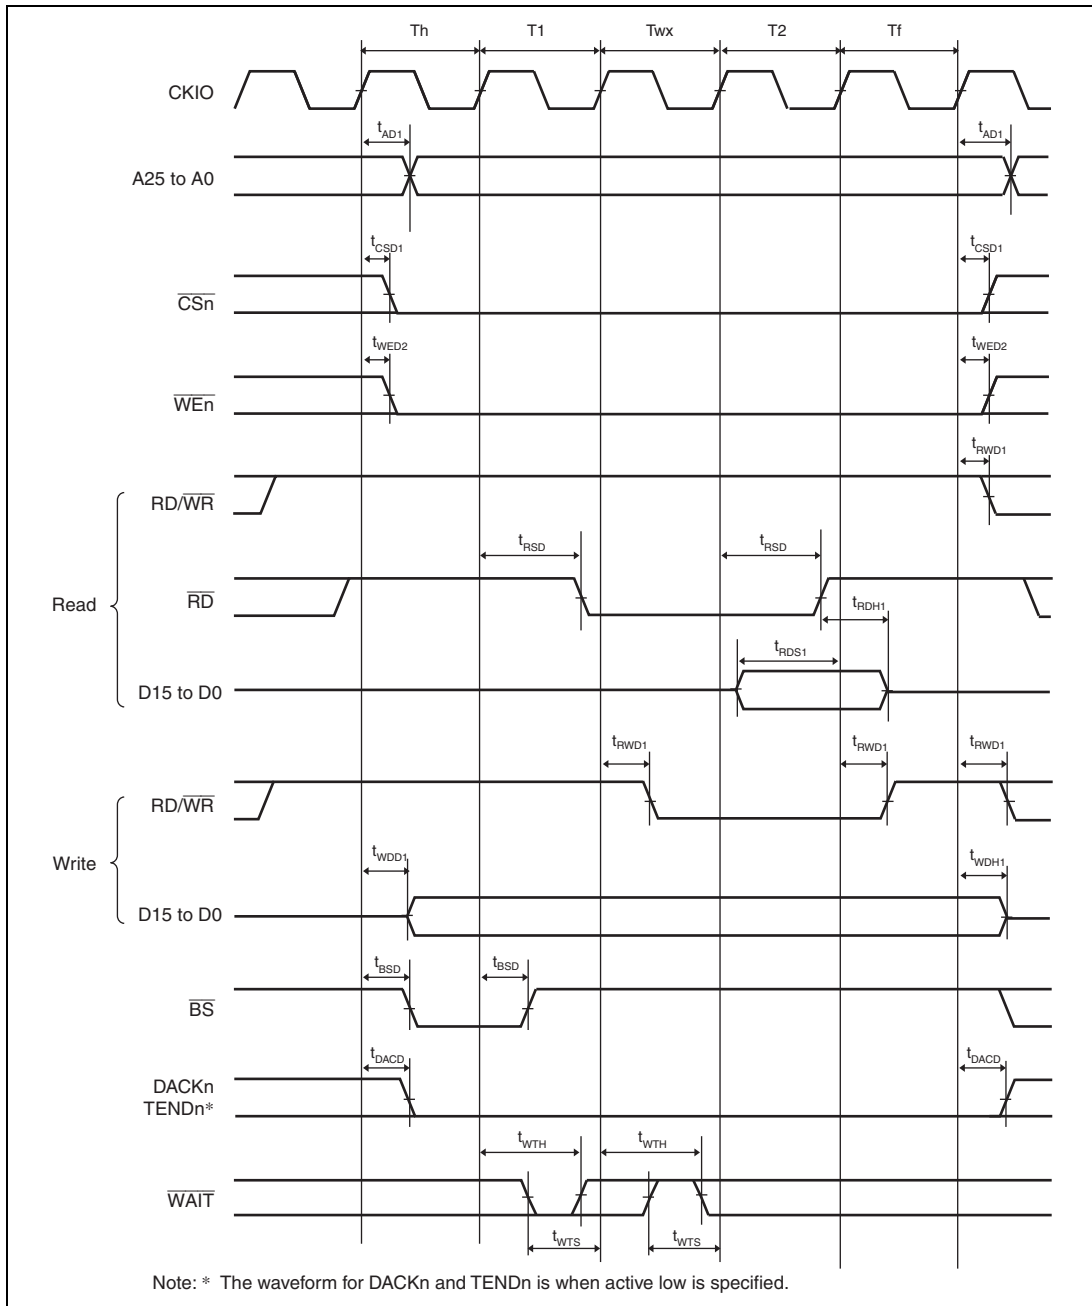 Th T1 Twx T2 Tf
CKIO
tAD1 tAD1
A25 to A0
tCSD1 tCSD1
CSn
tWED2 tWED2
WEn
tRWD1
RD/WR
tRSD tRSD
Read
RD
tRDH1
tRDS1
D15 to D0
tRWD1 tRWD1 tRWD1
RD/WR
Write
tWDD1 tWDH1
D15 to D0
tBSD tBSD
BS
tDACD tDACD
DACKn
TENDn*
tWTH tWTH
WAIT
tWTS tWTS
Note: * The waveform for DACKn and TENDn is when active low is specified.